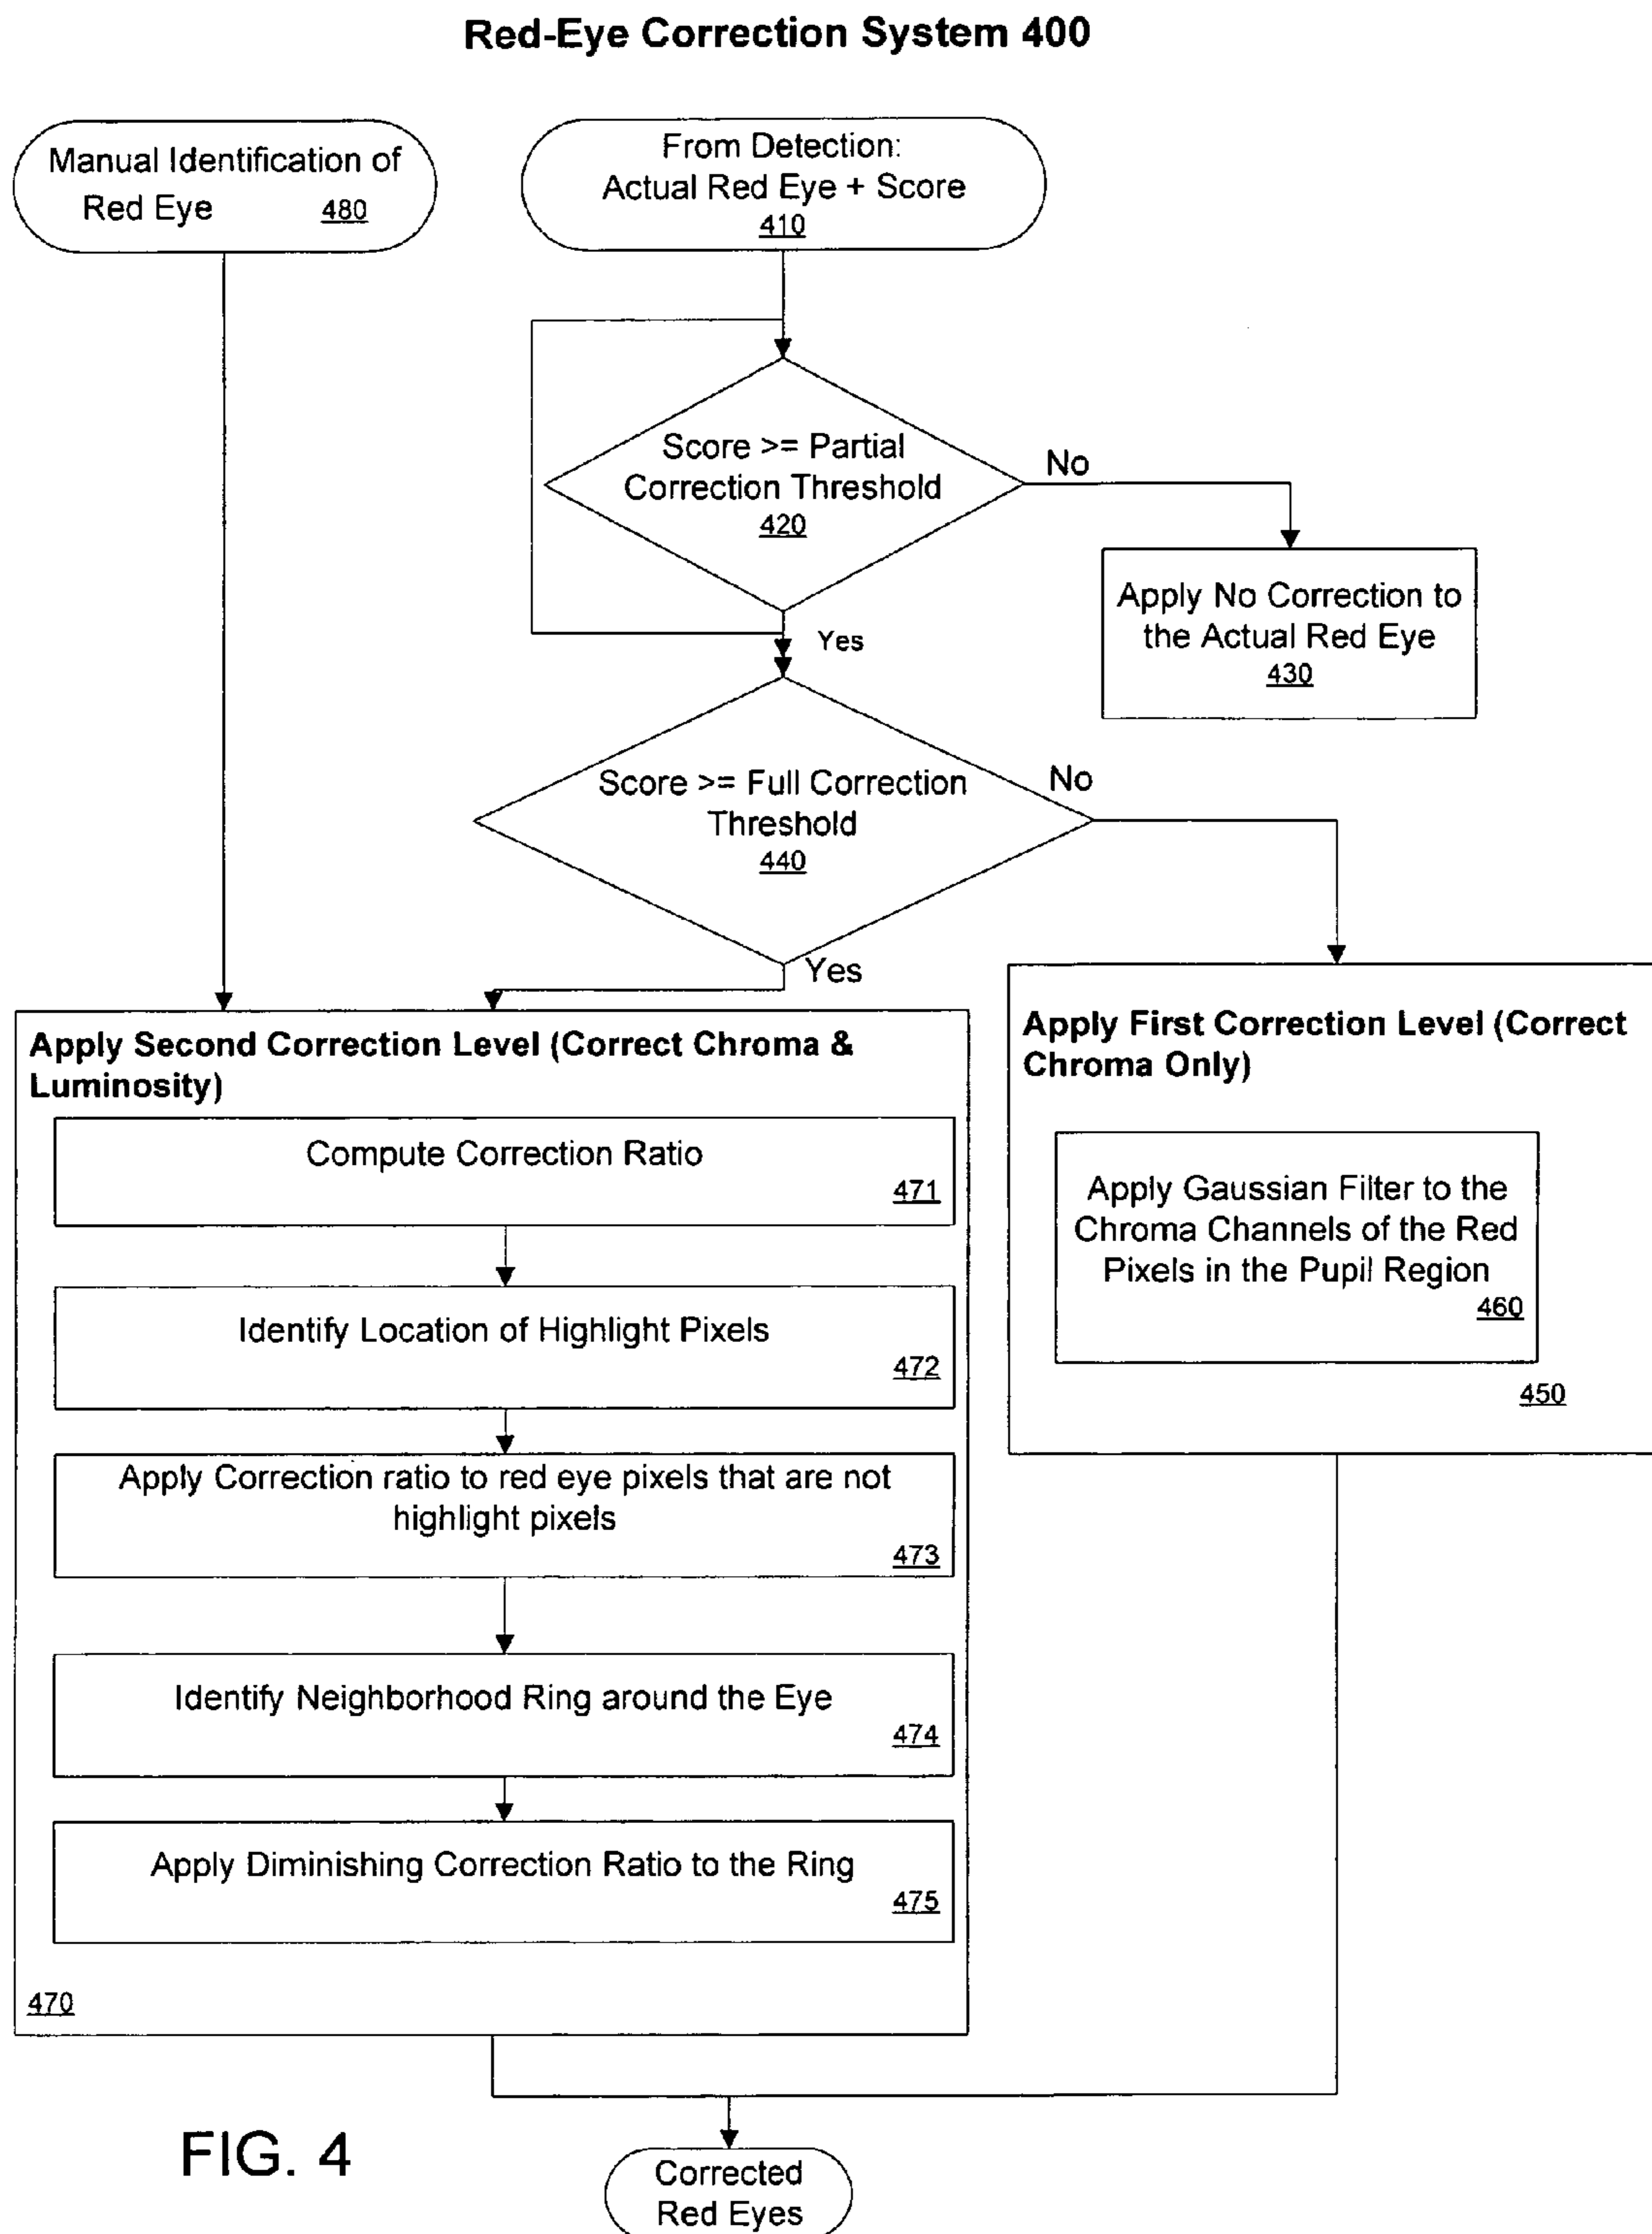 Red-Eye Correction System 400
Manual Identification of
Red Eye 480
From Detection:
Actual Red Eye + Score
410
Score >= Partial
Correction Threshold
420
No
Apply No Correction to
the Actual Red Eye
430
Yes
Score >= Full Correction
Threshold
440
No
Yes
Apply Second Correction Level (Correct Chroma &
Luminosity)
Compute Correction Ratio
471
Identify Location of Highlight Pixels
472
Apply Correction ratio to red eye pixels that are not
highlight pixels
473
Identify Neighborhood Ring around the Eye
474
Apply Diminishing Correction Ratio to the Ring
475
470
Apply First Correction Level (Correct
Chroma Only)
Apply Gaussian Filter to the
Chroma Channels of the Red
Pixels in the Pupil Region
460
450
FIG. 4
Corrected
Red Eyes